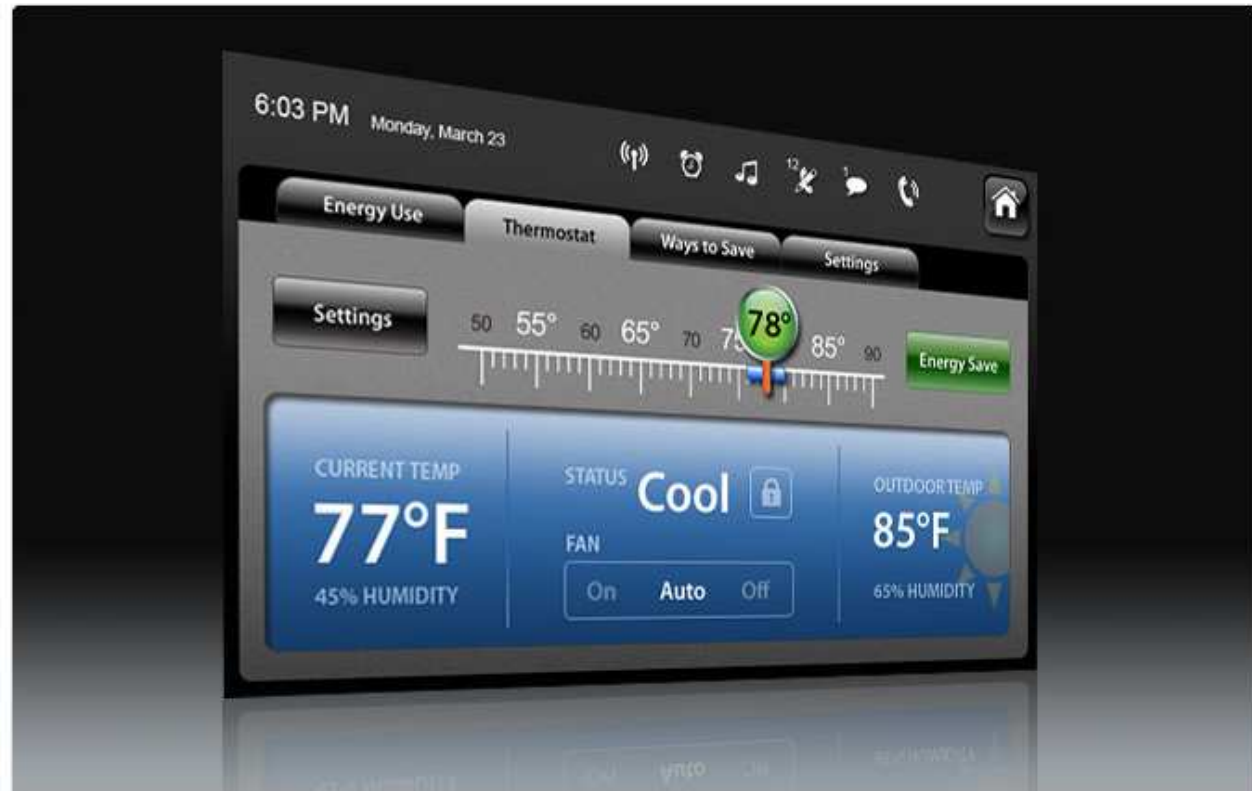 6:03 PM Monday, March 23
12 1
Energy Use Thermostat Ways to Save Settings
Settings
50 55° 60 65° 70 78° 85° 90
Energy Save
CURRENT TEMP
77°F
45% HUMIDITY
STATUS Cool
FAN
On Auto Off
OUTDOOR TEMP
85°F
65% HUMIDITY